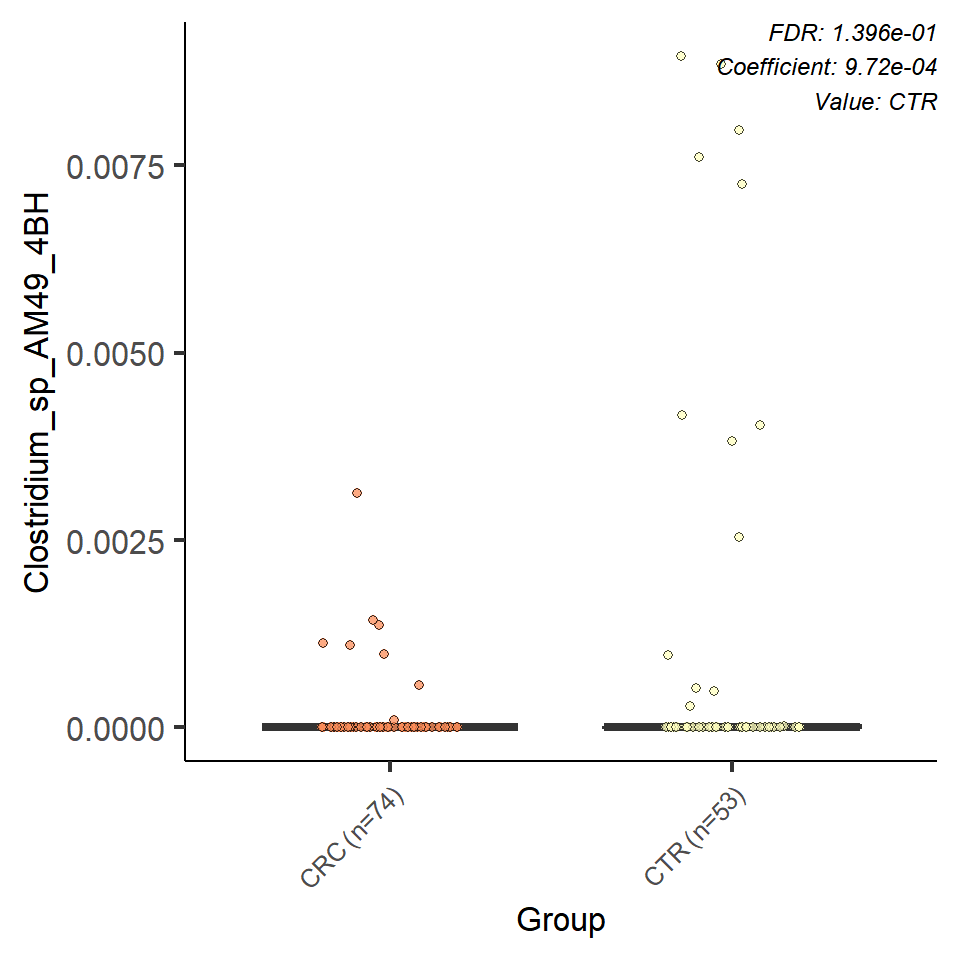 FDR: 1.396e-01
Coefficient: 9.72e-04
Value: CTR
0.0075
0.0050
0.0025
0.0000
Clostridium_sp_AM49_4BH
CRC (n=74)
CTR (n=53)
Group